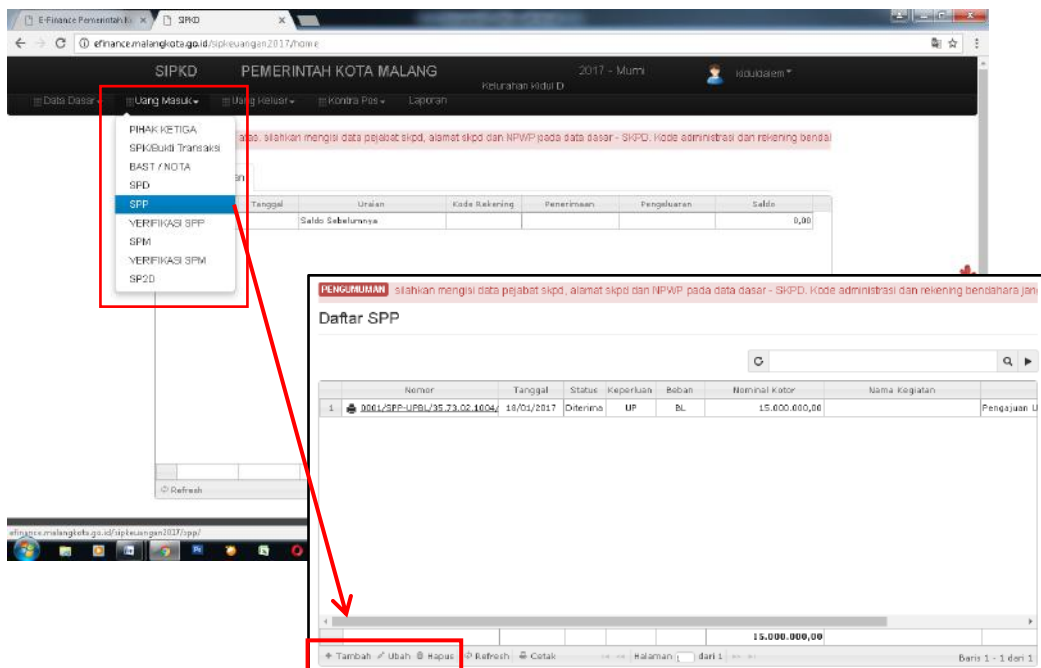 E-Finance Pemerintah K
SIPKD
efinance.malangkota.go.id/sipkeuangan2017/home
SIPKD PEMERINTAH KOTA MALANG 2017 - Murni kiduldalem
Kelurahan Kidul D
Data Dasar Uang Masuk Uang Keluar Kontra Pos Laporan
PIHAK KETIGA
SPK/Bukti Transaksi
BAST / NOTA
SPD
SPP
VERIFIKASI SPP
SPM
VERIFIKASI SPM
SP2D
atas. silahkan mengisi data pejabat skpd, alamat skpd dan NPWP pada data dasar - SKPD. Kode administrasi dan rekening benda
an
Tanggal Uraian Kode Rekening Penerimaan Pengeluaran Saldo
Saldo Sebelumnya 0,00
Refresh
efinance.malangkota.go.id/sipkeuangan2017/spp/
PENGUMUMAN silahkan mengisi data pejabat skpd, alamat skpd dan NPWP pada data dasar - SKPD. Kode administrasi dan rekening bendahara jan
Daftar SPP
Nomor Tanggal Status Keperluan Beban Nominal Kotor Nama Kegiatan
1 0001/SPP-UPBL/35.73.02.1004/ 18/01/2017 Diterima UP BL 15.000.000,00 Pengajuan U
15.000.000,00
Tambah Ubah Hapus Refresh Cetak Halaman dari 1 Baris 1 - 1 dari 1